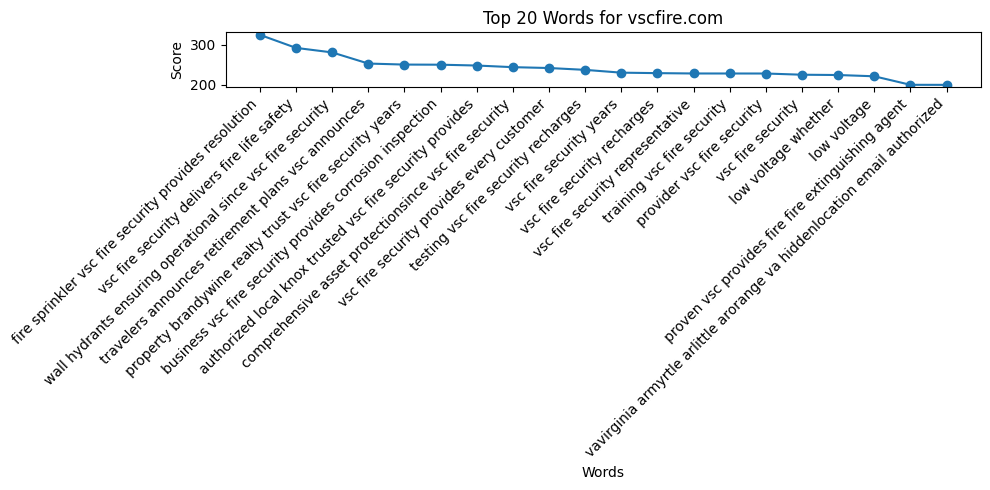 Top 20 Words for vscfire.com
Score
300
200
fire sprinkler vsc fire security provides resolution
vsc fire security delivers fire life safety
wall hydrants ensuring operational since vsc fire security
travelers announces retirement plans vsc announces
property brandywine realty trust vsc fire security years
business vsc fire security provides corrosion inspection
authorized local knox trusted vsc fire security provides
comprehensive asset protectionsince vsc fire security
vsc fire security provides every customer
testing vsc fire security recharges
vsc fire security years
vsc fire security recharges
vsc fire security representative
training vsc fire security
provider vsc fire security
vsc fire security
low voltage whether
low voltage
proven vsc provides fire fire extinguishing agent
vavirginia armyrtle arlittle arorange va hiddenlocation email authorized
Words